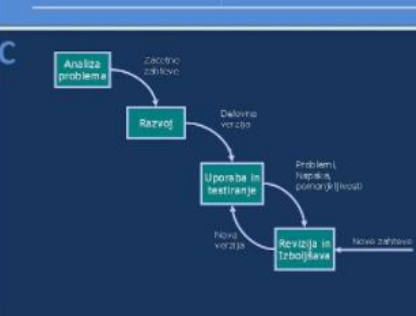 C
Analiza
problema
Začetne
zahteve
Razvoj
Delovna
verzija
Uporaba in
testiranje
Problemi,
Napaka,
pomanjkljivosti
Nova
verzija
Revizija in
Izboljšava
Nove zahteve